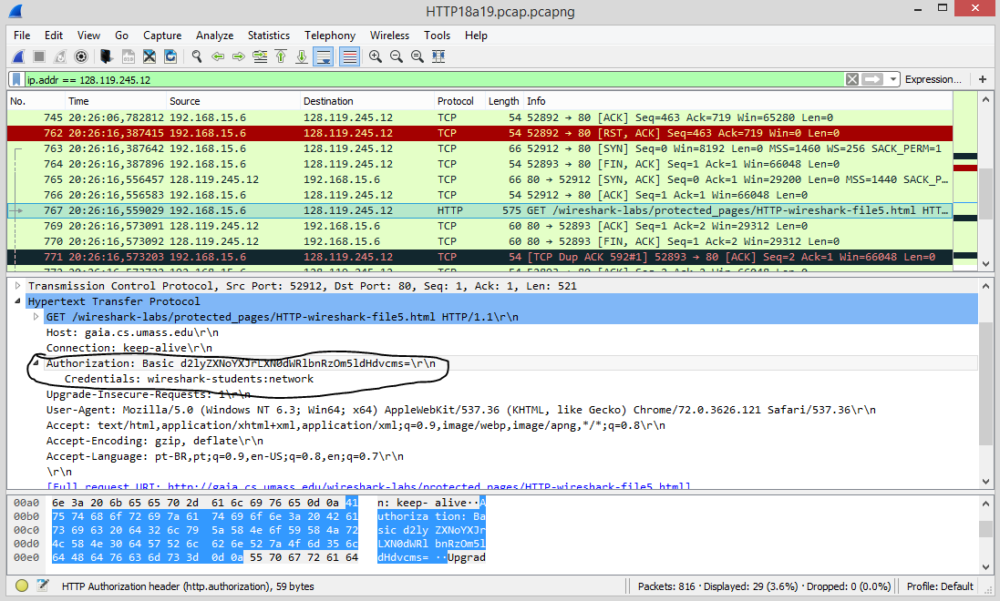 HTTP18a19.pcap.pcapng
File Edit View Go Capture Analyze Statistics Telephony Wireless Tools Help
ip.addr == 128.119.245.12 Expression... +
No. Time Source Destination Protocol Length Info
745 20:26:06,782812 192.168.15.6 128.119.245.12 TCP 54 52892 → 80 [ACK] Seq=463 Ack=719 Win=65280 Len=0
762 20:26:16,387415 192.168.15.6 128.119.245.12 TCP 54 52892 → 80 [RST, ACK] Seq=463 Ack=719 Win=0 Len=0
763 20:26:16,387642 192.168.15.6 128.119.245.12 TCP 66 52912 → 80 [SYN] Seq=0 Win=8192 Len=0 MSS=1460 WS=256 SACK_PERM=1
764 20:26:16,387896 192.168.15.6 128.119.245.12 TCP 54 52893 → 80 [FIN, ACK] Seq=1 Ack=1 Win=66048 Len=0
765 20:26:16,556457 128.119.245.12 192.168.15.6 TCP 66 80 → 52912 [SYN, ACK] Seq=0 Ack=1 Win=29200 Len=0 MSS=1440 SACK_P…
766 20:26:16,556583 192.168.15.6 128.119.245.12 TCP 54 52912 → 80 [ACK] Seq=1 Ack=1 Win=66048 Len=0
767 20:26:16,559029 192.168.15.6 128.119.245.12 HTTP 575 GET /wireshark-labs/protected_pages/HTTP-wireshark-file5.html HTT…
769 20:26:16,573091 128.119.245.12 192.168.15.6 TCP 60 80 → 52893 [ACK] Seq=1 Ack=2 Win=29312 Len=0
770 20:26:16,573092 128.119.245.12 192.168.15.6 TCP 60 80 → 52893 [FIN, ACK] Seq=1 Ack=2 Win=29312 Len=0
771 20:26:16,573203 192.168.15.6 128.119.245.12 TCP 54 [TCP Dup ACK 592#1] 52893 → 80 [ACK] Seq=2 Ack=1 Win=66048 Len=0
Transmission Control Protocol, Src Port: 52912, Dst Port: 80, Seq: 1, Ack: 1, Len: 521
Hypertext Transfer Protocol
GET /wireshark-labs/protected_pages/HTTP-wireshark-file5.html HTTP/1.1\r\n
Host: gaia.cs.umass.edu\r\n
Connection: keep-alive\r\n
Authorization: Basic d2lyZXNoYXJrLXN0dWRlbnRzOm5ldHdvcms=\r\n
Credentials: wireshark-students:network
Upgrade-Insecure-Requests: 1\r\n
User-Agent: Mozilla/5.0 (Windows NT 6.3; Win64; x64) AppleWebKit/537.36 (KHTML, like Gecko) Chrome/72.0.3626.121 Safari/537.36\r\n
Accept: text/html,application/xhtml+xml,application/xml;q=0.9,image/webp,image/apng,*/*;q=0.8\r\n
Accept-Encoding: gzip, deflate\r\n
Accept-Language: pt-BR,pt;q=0.9,en-US;q=0.8,en;q=0.7\r\n
\r\n
[Full request URI: http://gaia.cs.umass.edu/wireshark-labs/protected_pages/HTTP-wireshark-file5.html]
00a0 6e 3a 20 6b 65 65 70 2d 61 6c 69 76 65 0d 0a 41 n: keep- alive··A
00b0 75 74 68 6f 72 69 7a 61 74 69 6f 6e 3a 20 42 61 uthoriza tion: Ba
00c0 73 69 63 20 64 32 6c 79 5a 58 4e 6f 59 58 4a 72 sic d2ly ZXNoYXJr
00d0 4c 58 4e 30 64 57 52 6c 62 6e 52 7a 4f 6d 35 6c LXN0dWRl bnRzOm5l
00e0 64 48 64 76 63 6d 73 3d 0d 0a 55 70 67 72 61 64 dHdvcms= ··Upgrad
HTTP Authorization header (http.authorization), 59 bytes Packets: 816 · Displayed: 29 (3.6%) · Dropped: 0 (0.0%) Profile: Default